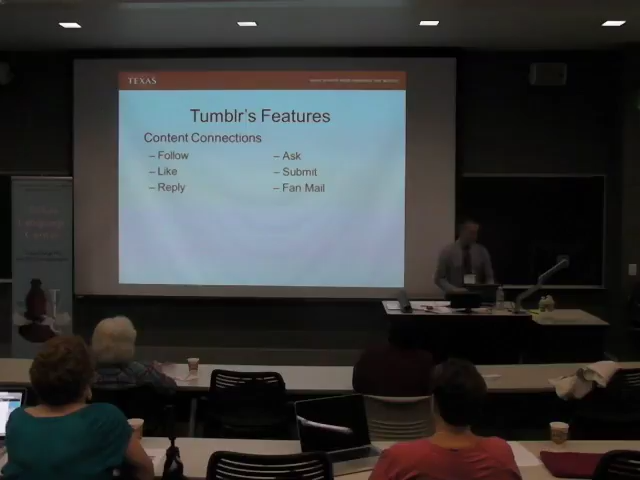 TEXAS
Tumblr's Features
Content Connections
– Follow
– Like
– Reply
– Ask
– Submit
– Fan Mail